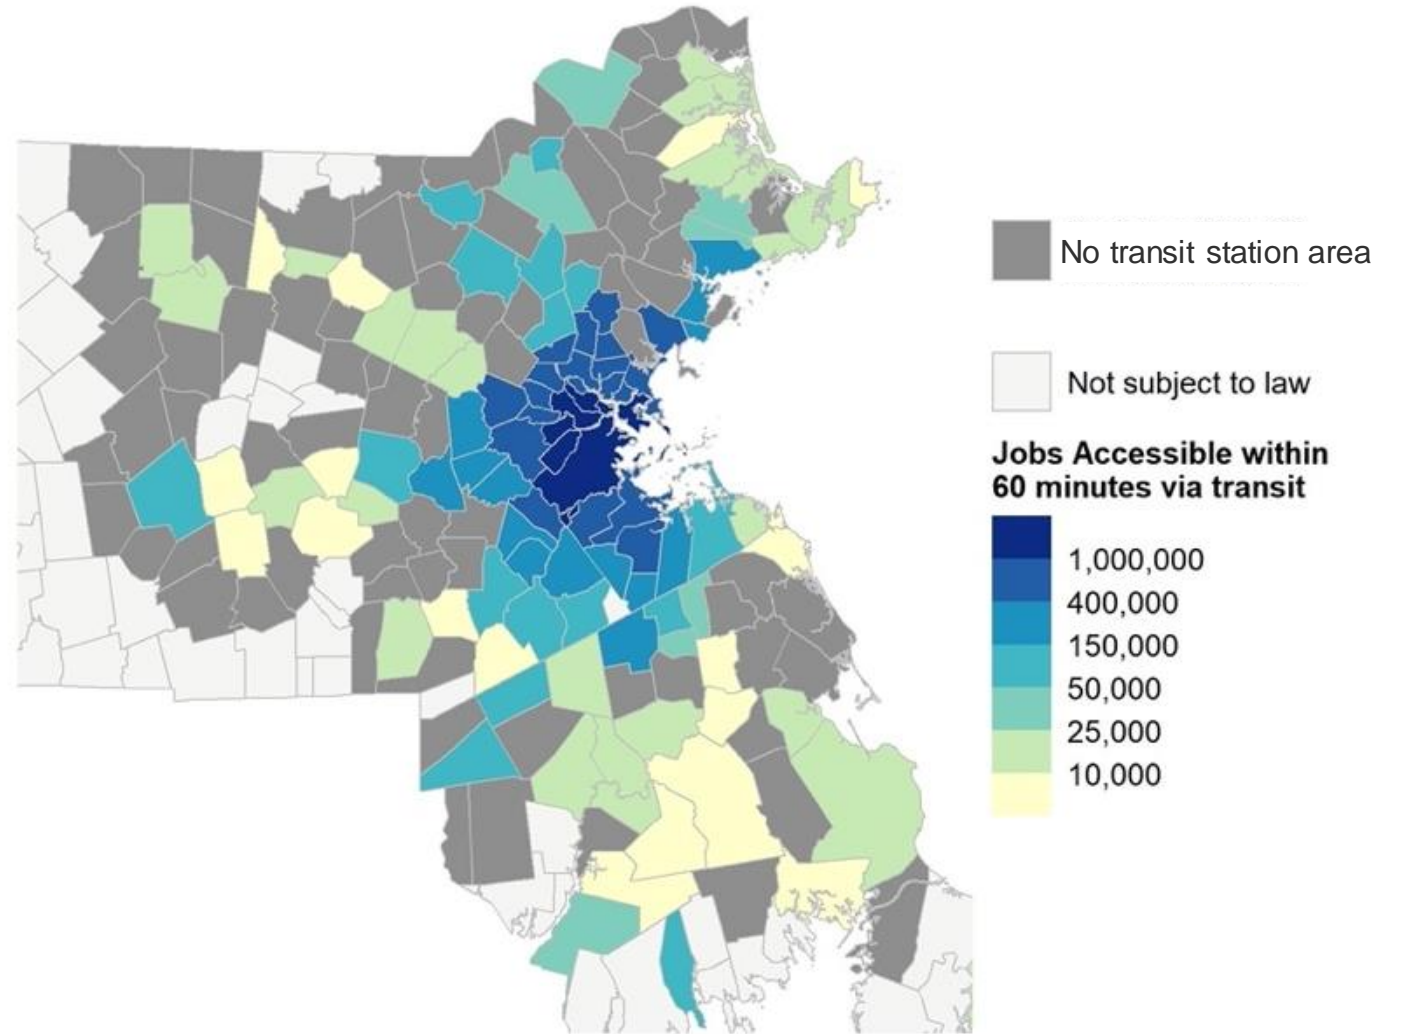 No transit station area
Not subject to law
Jobs Accessible within
60 minutes via transit
1,000,000
400,000
150,000
50,000
25,000
10,000